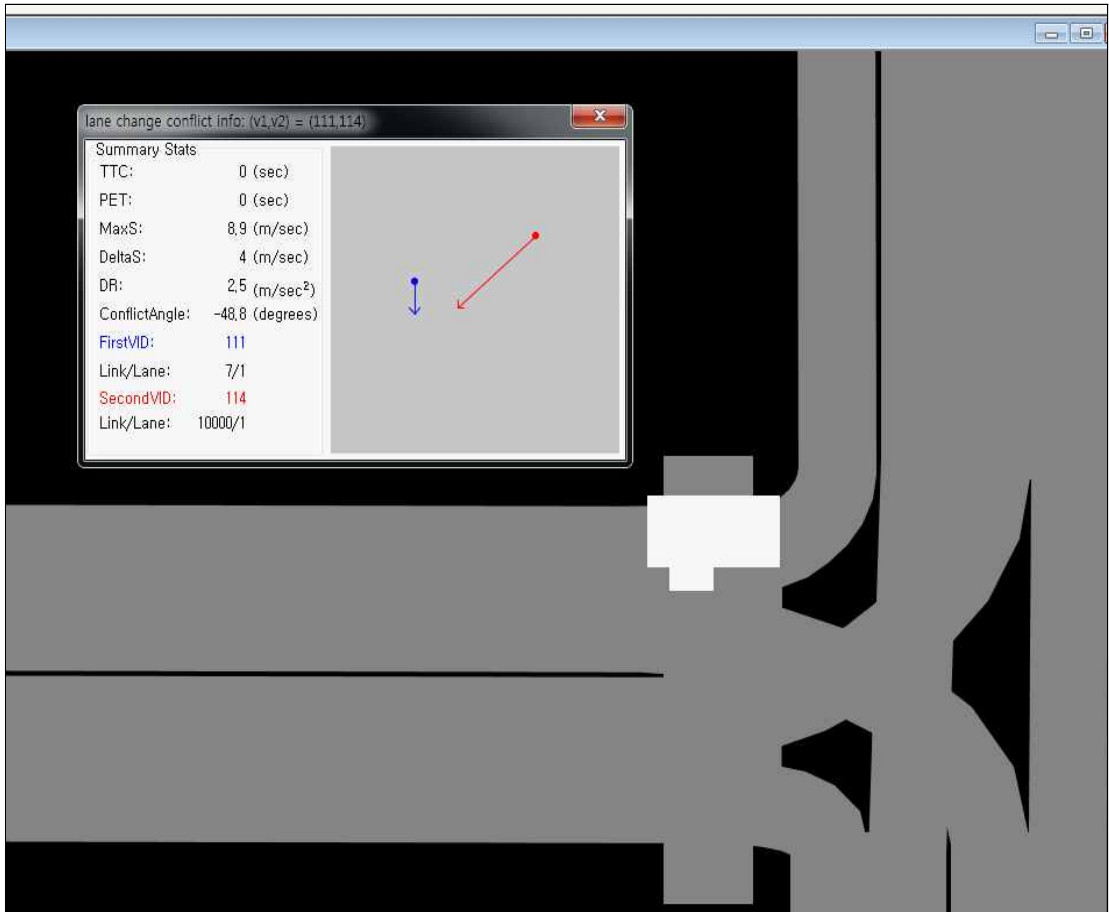 lane change conflict info: (v1,v2) = (111,114)
X
Summary Stats
TTC: 0 (sec)
PET: 0 (sec)
MaxS: 8,9 (m/sec)
DeltaS: 4 (m/sec)
DR: 2,5 (m/sec²)
ConflictAngle: -48,8 (degrees)
FirstVID: 111
Link/Lane: 7/1
SecondVID: 114
Link/Lane: 10000/1